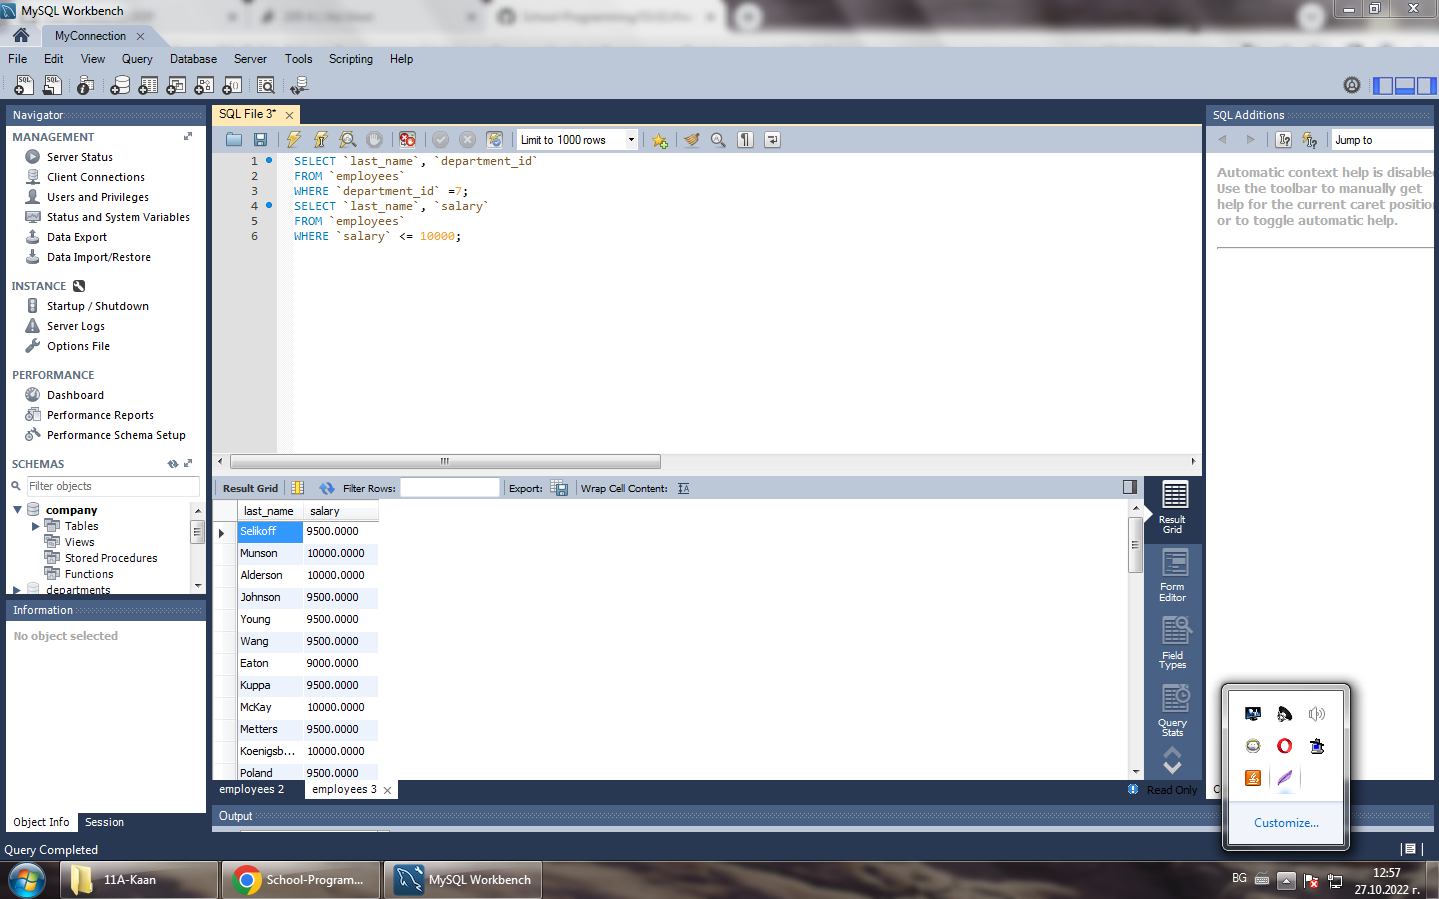 MySQL Workbench
MyConnection
File Edit View Query Database Server Tools Scripting Help
Navigator
MANAGEMENT
Server Status
Client Connections
Users and Privileges
Status and System Variables
Data Export
Data Import/Restore
INSTANCE
Startup / Shutdown
Server Logs
Options File
PERFORMANCE
Dashboard
Performance Reports
Performance Schema Setup
SCHEMAS
Filter objects
company
Tables
Views
Stored Procedures
Functions
departments
Information
No object selected
Object Info Session
Query Completed
SQL File 3*
Limit to 1000 rows
1 SELECT `last_name`, `department_id`
2 FROM `employees`
3 WHERE `department_id` =7;
4 SELECT `last_name`, `salary`
5 FROM `employees`
6 WHERE `salary` <= 10000;
Result Grid Filter Rows: Export: Wrap Cell Content:
last_name salary
Selikoff 9500.0000
Munson 10000.0000
Alderson 10000.0000
Johnson 9500.0000
Young 9500.0000
Wang 9500.0000
Eaton 9000.0000
Kuppa 9500.0000
McKay 10000.0000
Metters 9500.0000
Koenigsb... 10000.0000
Poland 9500.0000
Result
Grid
Form
Editor
Field
Types
Query
Stats
employees 2 employees 3
Read Only
Output
SQL Additions
Jump to
Automatic context help is disabled
Use the toolbar to manually get
help for the current caret position
or to toggle automatic help.
Customize...
11A-Kaan
School-Program...
MySQL Workbench
BG
12:57
27.10.2022 г.